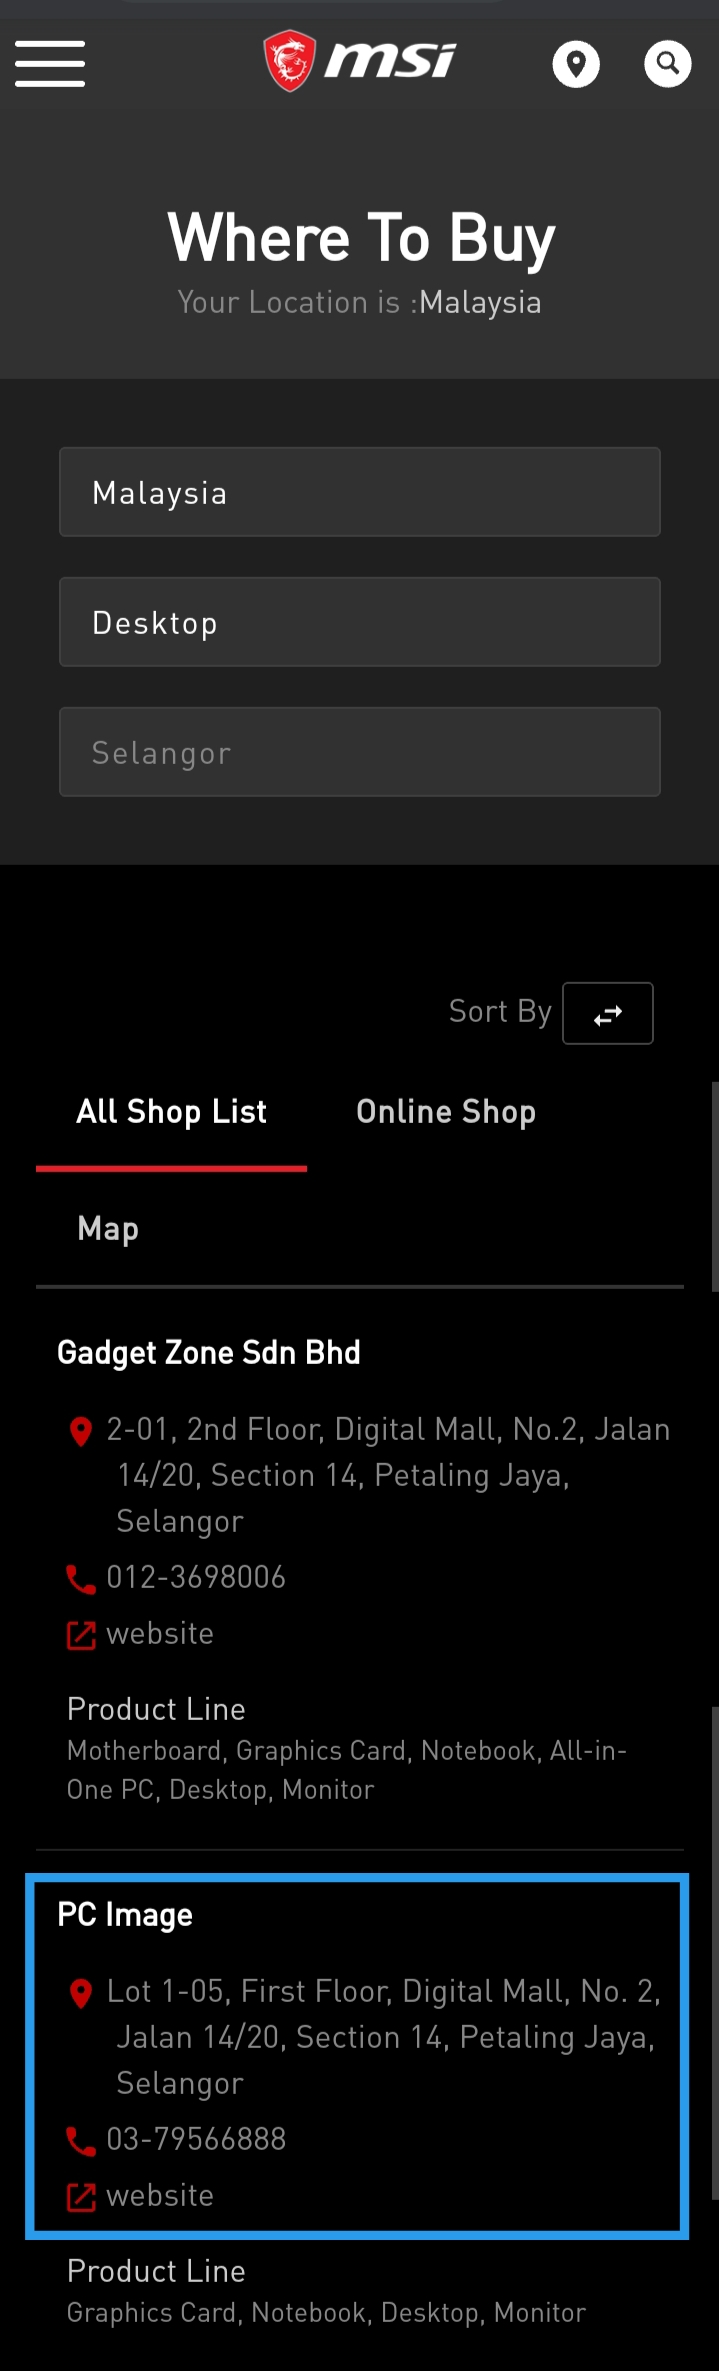 msi
Where To Buy
Your Location is :Malaysia
Malaysia
Desktop
Selangor
Sort By
All Shop List
Online Shop
Map
Gadget Zone Sdn Bhd
2-01, 2nd Floor, Digital Mall, No.2, Jalan
14/20, Section 14, Petaling Jaya,
Selangor
012-3698006
website
Product Line
Motherboard, Graphics Card, Notebook, All-in-
One PC, Desktop, Monitor
PC Image
Lot 1-05, First Floor, Digital Mall, No. 2,
Jalan 14/20, Section 14, Petaling Jaya,
Selangor
03-79566888
website
Product Line
Graphics Card, Notebook, Desktop, Monitor